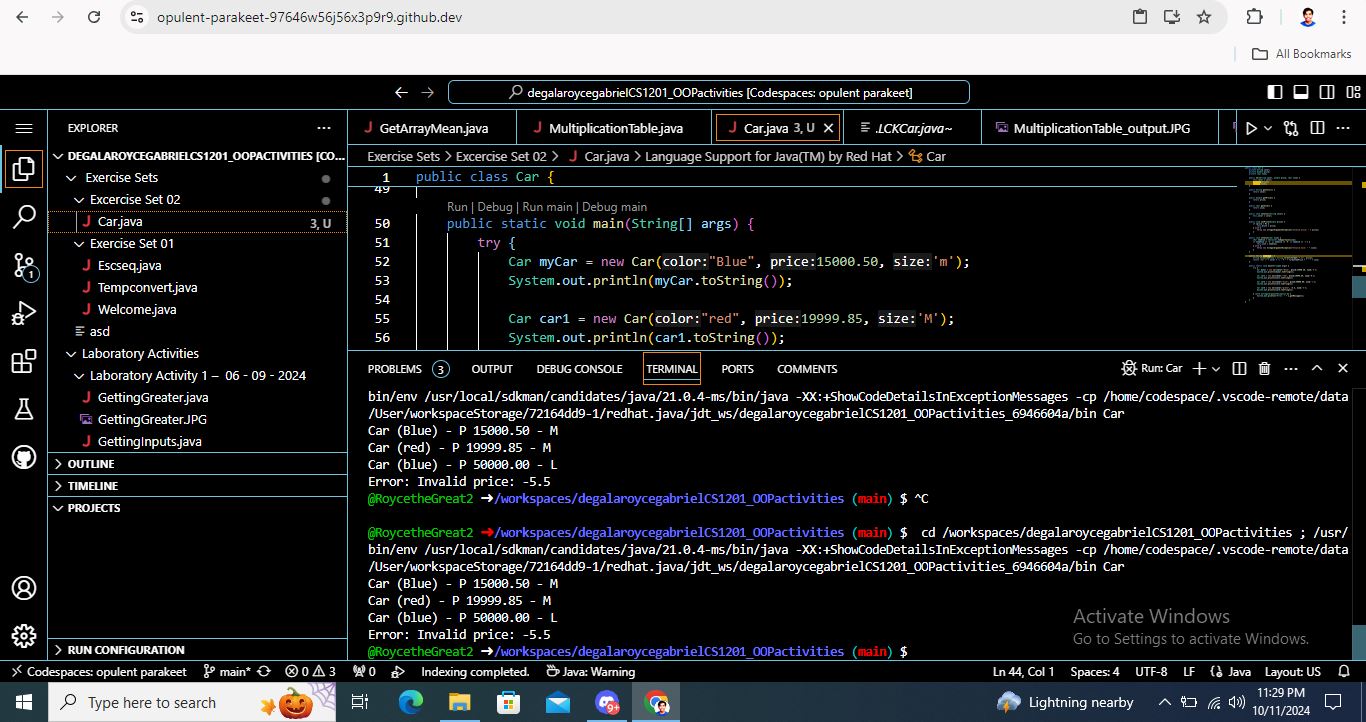 opulent-parakeet-97646w56j56x3p9r9.github.dev
All Bookmarks
degalaroycegabrielCS1201_OOPactivities [Codespaces: opulent parakeet]
EXPLORER
DEGALAROYCEGABRIELCS1201_OOPACTIVITIES [CO...
Exercise Sets
Excercise Set 02
Car.java 3, U
Exercise Set 01
Escseq.java
Tempconvert.java
Welcome.java
asd
Laboratory Activities
Laboratory Activity 1 – 06 - 09 - 2024
GettingGreater.java
GettingGreater.JPG
GettingInputs.java
OUTLINE
TIMELINE
PROJECTS
RUN CONFIGURATION
1
GetArrayMean.java MultiplicationTable.java Car.java 3, U .LCKCar.java~ MultiplicationTable_output.JPG
Exercise Sets > Excercise Set 02 > Car.java > Language Support for Java(TM) by Red Hat > Car
1 public class Car {
49
Run | Debug | Run main | Debug main
50 public static void main(String[] args) {
51 try {
52 Car myCar = new Car(color:"Blue", price:15000.50, size:'m');
53 System.out.println(myCar.toString());
54
55 Car car1 = new Car(color:"red", price:19999.85, size:'M');
56 System.out.println(car1.toString());
PROBLEMS 3 OUTPUT DEBUG CONSOLE TERMINAL PORTS COMMENTS Run: Car
bin/env /usr/local/sdkman/candidates/java/21.0.4-ms/bin/java -XX:+ShowCodeDetailsInExceptionMessages -cp /home/codespace/.vscode-remote/data
/User/workspaceStorage/72164dd9-1/redhat.java/jdt_ws/degalaroycegabrielCS1201_OOPactivities_6946604a/bin Car
Car (Blue) - P 15000.50 - M
Car (red) - P 19999.85 - M
Car (blue) - P 50000.00 - L
Error: Invalid price: -5.5
@RoycetheGreat2 ➜/workspaces/degalaroycegabrielCS1201_OOPactivities (main) $ ^C
@RoycetheGreat2 ➜/workspaces/degalaroycegabrielCS1201_OOPactivities (main) $ cd /workspaces/degalaroycegabrielCS1201_OOPactivities ; /usr/
bin/env /usr/local/sdkman/candidates/java/21.0.4-ms/bin/java -XX:+ShowCodeDetailsInExceptionMessages -cp /home/codespace/.vscode-remote/data
/User/workspaceStorage/72164dd9-1/redhat.java/jdt_ws/degalaroycegabrielCS1201_OOPactivities_6946604a/bin Car
Car (Blue) - P 15000.50 - M
Car (red) - P 19999.85 - M
Car (blue) - P 50000.00 - L
Error: Invalid price: -5.5
@RoycetheGreat2 ➜/workspaces/degalaroycegabrielCS1201_OOPactivities (main) $
Activate Windows
Go to Settings to activate Windows.
Codespaces: opulent parakeet main* 0 3 0 Indexing completed. Java: Warning Ln 44, Col 1 Spaces: 4 UTF-8 LF Java Layout: US
Type here to search
9+
Lightning nearby
11:29 PM
10/11/2024